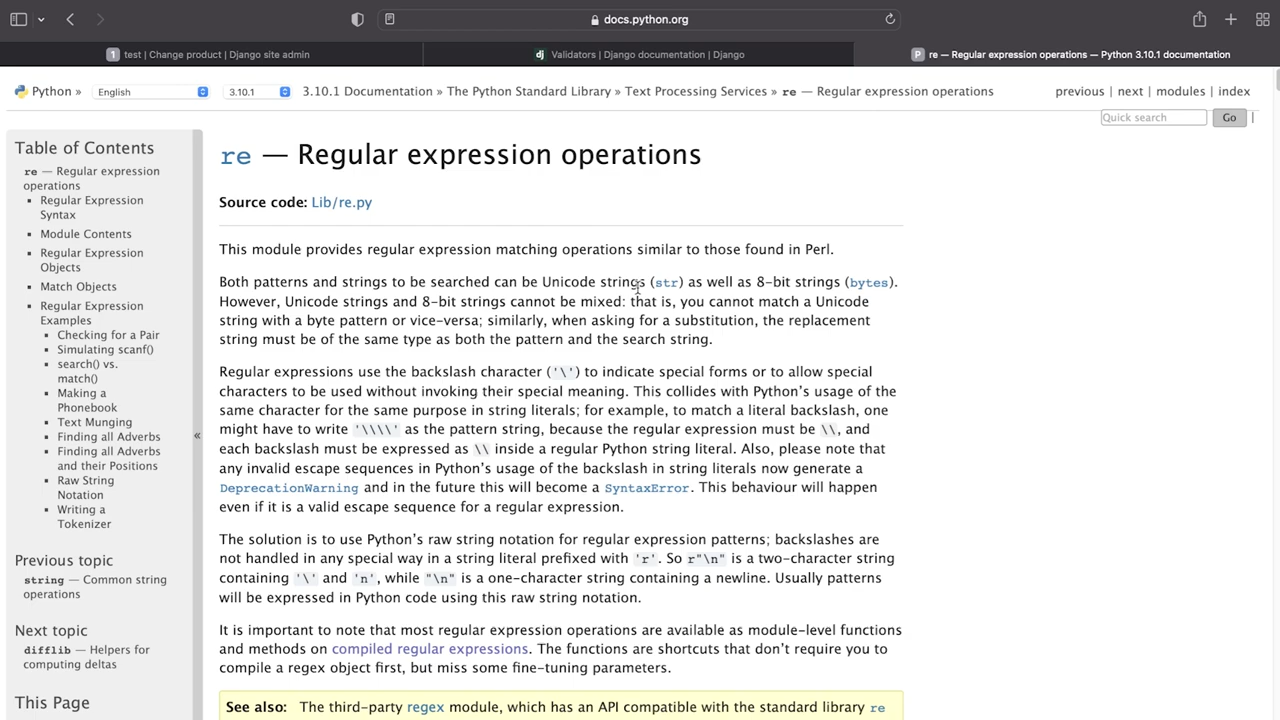 docs.python.org
1 test | Change product | Django site admin
dj Validators | Django documentation | Django
P re — Regular expression operations — Python 3.10.1 documentation
Python » English 3.10.1 3.10.1 Documentation » The Python Standard Library » Text Processing Services » re — Regular expression operations
previous | next | modules | index
Quick search Go |
Table of Contents
re — Regular expression
operations
Regular Expression
Syntax
Module Contents
Regular Expression
Objects
Match Objects
Regular Expression
Examples
Checking for a Pair
Simulating scanf()
search() vs.
match()
Making a
Phonebook
Text Munging
Finding all Adverbs
Finding all Adverbs
and their Positions
Raw String
Notation
Writing a
Tokenizer
Previous topic
string — Common string
operations
Next topic
difflib — Helpers for
computing deltas
This Page
«
re — Regular expression operations
Source code: Lib/re.py
This module provides regular expression matching operations similar to those found in Perl.
Both patterns and strings to be searched can be Unicode strings (str) as well as 8-bit strings (bytes).
However, Unicode strings and 8-bit strings cannot be mixed: that is, you cannot match a Unicode
string with a byte pattern or vice-versa; similarly, when asking for a substitution, the replacement
string must be of the same type as both the pattern and the search string.
Regular expressions use the backslash character ('\') to indicate special forms or to allow special
characters to be used without invoking their special meaning. This collides with Python's usage of the
same character for the same purpose in string literals; for example, to match a literal backslash, one
might have to write '\\\\' as the pattern string, because the regular expression must be \\, and
each backslash must be expressed as \\ inside a regular Python string literal. Also, please note that
any invalid escape sequences in Python's usage of the backslash in string literals now generate a
DeprecationWarning and in the future this will become a SyntaxError. This behaviour will happen
even if it is a valid escape sequence for a regular expression.
The solution is to use Python's raw string notation for regular expression patterns; backslashes are
not handled in any special way in a string literal prefixed with 'r'. So r"\n" is a two-character string
containing '\' and 'n', while "\n" is a one-character string containing a newline. Usually patterns
will be expressed in Python code using this raw string notation.
It is important to note that most regular expression operations are available as module-level functions
and methods on compiled regular expressions. The functions are shortcuts that don't require you to
compile a regex object first, but miss some fine-tuning parameters.
See also: The third-party regex module, which has an API compatible with the standard library re